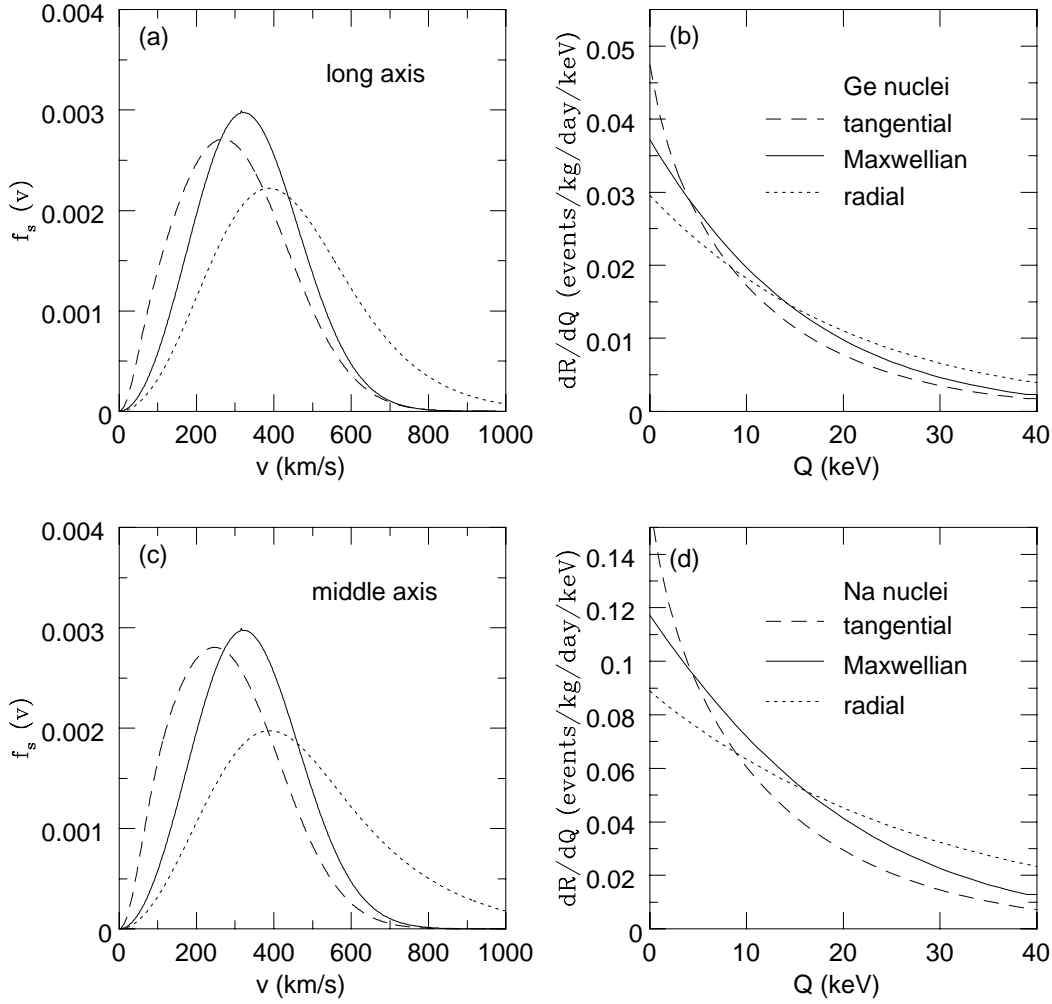 (a)
long axis
0.004
0.003
0.002
0.001
0
f_s (v)
0 200 400 600 800 1000
v (km/s)
(b)
Ge nuclei
tangential
Maxwellian
radial
0.05
0.04
0.03
0.02
0.01
0
dR/dQ (events/kg/day/keV)
0 10 20 30 40
Q (keV)
(c)
middle axis
0.004
0.003
0.002
0.001
0
f_s (v)
0 200 400 600 800 1000
v (km/s)
(d)
Na nuclei
tangential
Maxwellian
radial
0.14
0.12
0.1
0.08
0.06
0.04
0.02
0
dR/dQ (events/kg/day/keV)
0 10 20 30 40
Q (keV)